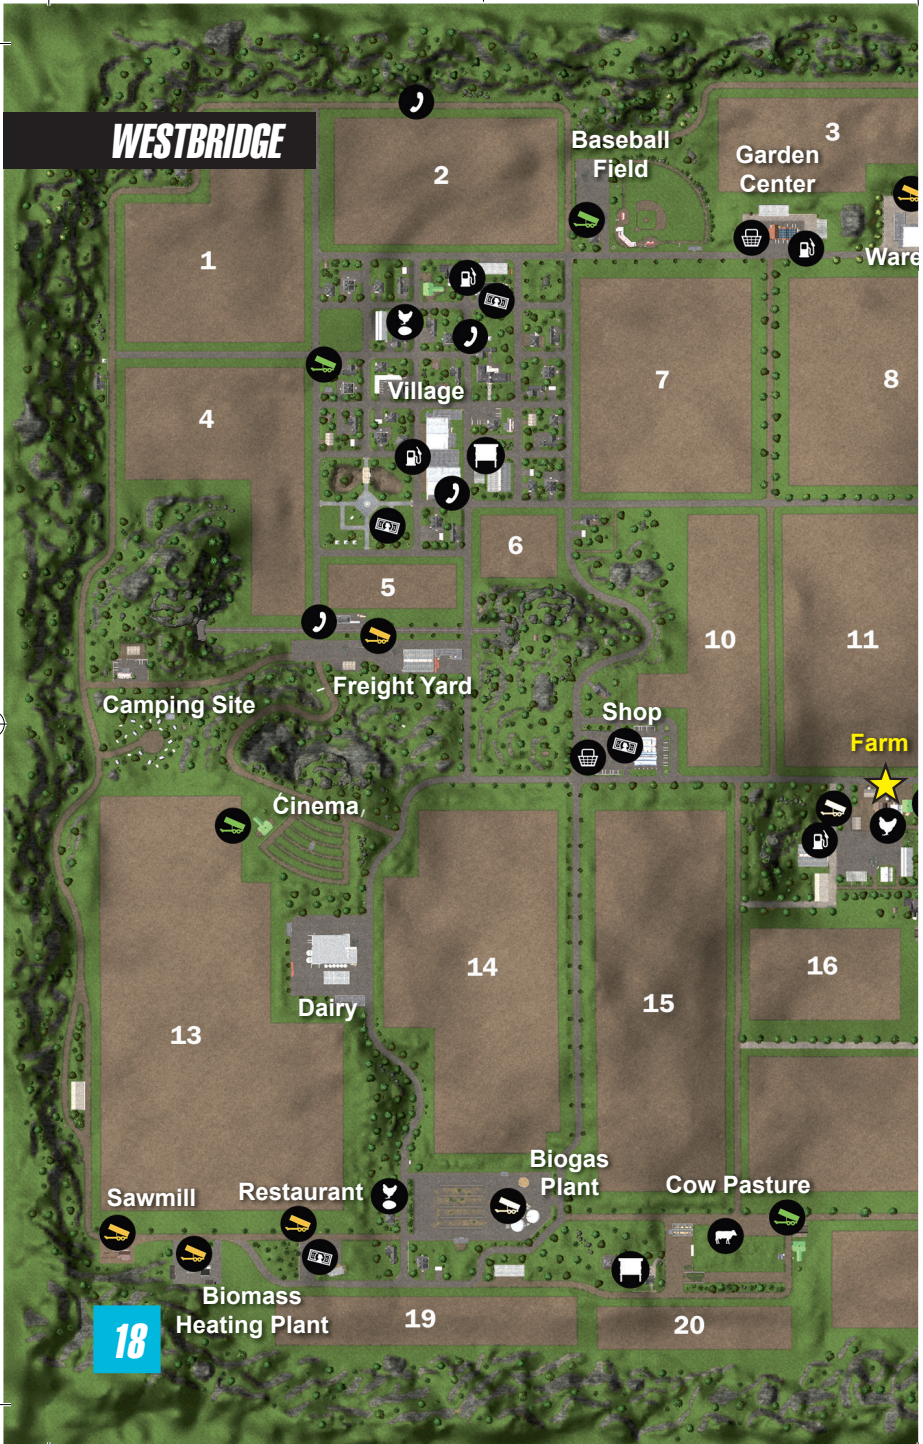 WESTBRIDGE
Baseball
Field
3
Garden
Center
2
1
Ware
7
8
Village
4
6
5
10
11
Freight Yard
Camping Site
Shop
Farm
Cinema
14
16
15
Dairy
13
Biogas
Plant
Sawmill
Restaurant
Cow Pasture
Biomass
Heating Plant
19
20
18